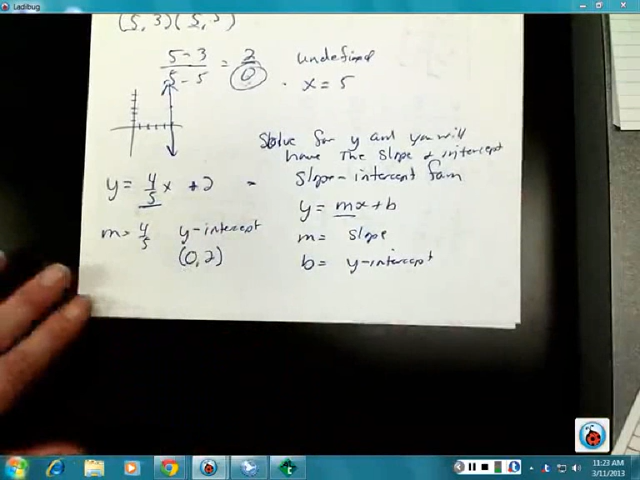 Ladibug
(5, 3) (5, 5)
5-3 / 5-5 = 2 / 0 undefined
. x = 5
Solve for y and you will
have the slope & intercept
y = 4/5 x + 2 = slope-intercept form
y = mx + b
m = 4/5 y-intercept m = slope
(0, 2) b = y-intercept
11:23 AM
3/11/2013